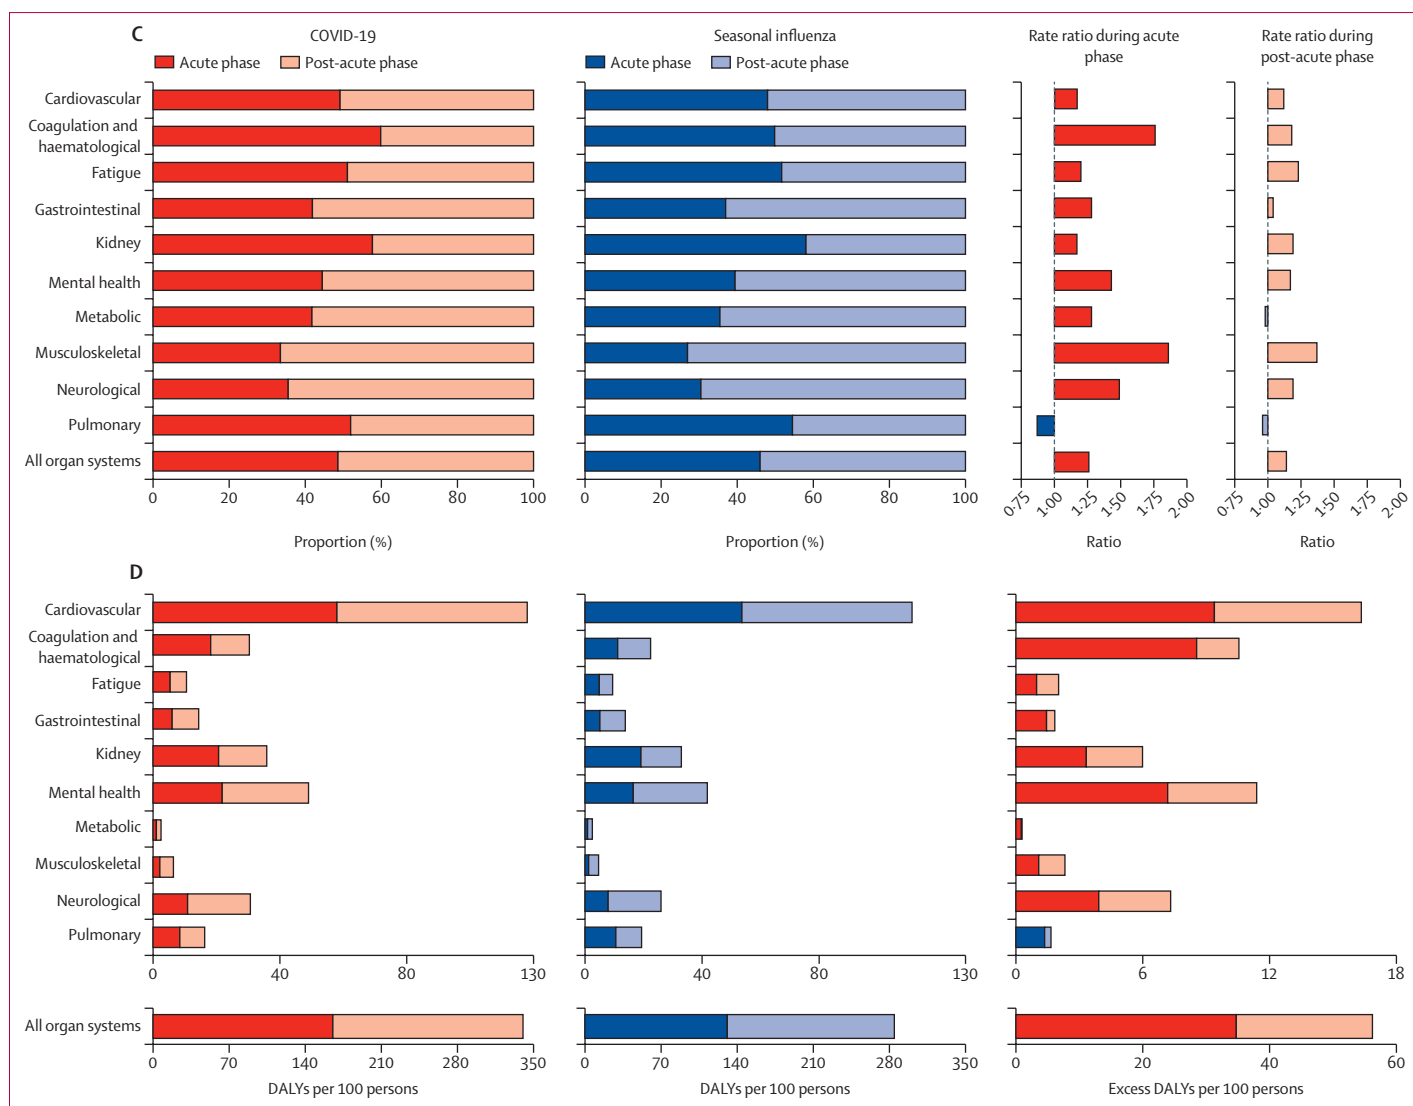 C
COVID-19
Seasonal influenza
Rate ratio during acute
phase
Rate ratio during
post-acute phase
Acute phase
Post-acute phase
Acute phase
Post-acute phase
Cardiovascular
Coagulation and
haematological
Fatigue
Gastrointestinal
Kidney
Mental health
Metabolic
Musculoskeletal
Neurological
Pulmonary
All organ systems
0 20 40 60 80 100
0 20 40 60 80 100
0·75 1·00 1·25 1·50 1·75 2·00
0·75 1·00 1·25 1·50 1·75 2·00
Proportion (%)
Proportion (%)
Ratio
Ratio
D
Cardiovascular
Coagulation and
haematological
Fatigue
Gastrointestinal
Kidney
Mental health
Metabolic
Musculoskeletal
Neurological
Pulmonary
0 40 80 130
0 40 80 130
0 6 12 18
All organ systems
0 70 140 210 280 350
0 70 140 210 280 350
0 20 40 60
DALYs per 100 persons
DALYs per 100 persons
Excess DALYs per 100 persons